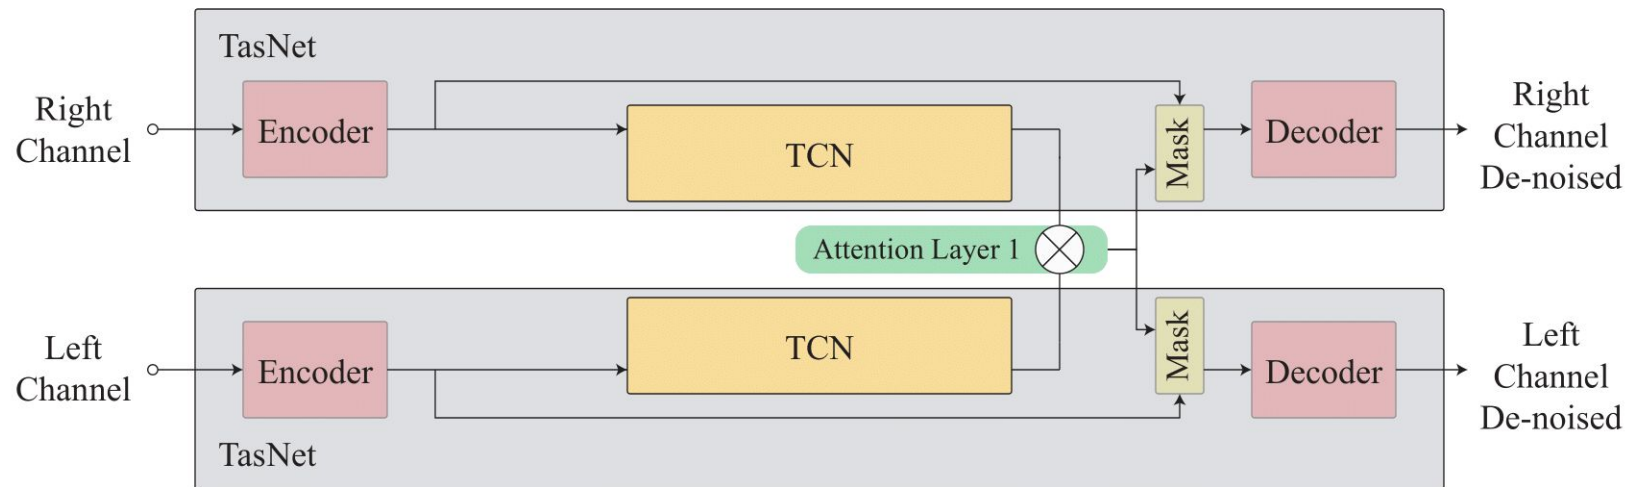 TasNet
Right
Channel
Encoder
TCN
Mask
Decoder
Right
Channel
De-noised
Attention Layer 1
Left
Channel
Encoder
TCN
Mask
Decoder
Left
Channel
De-noised
TasNet